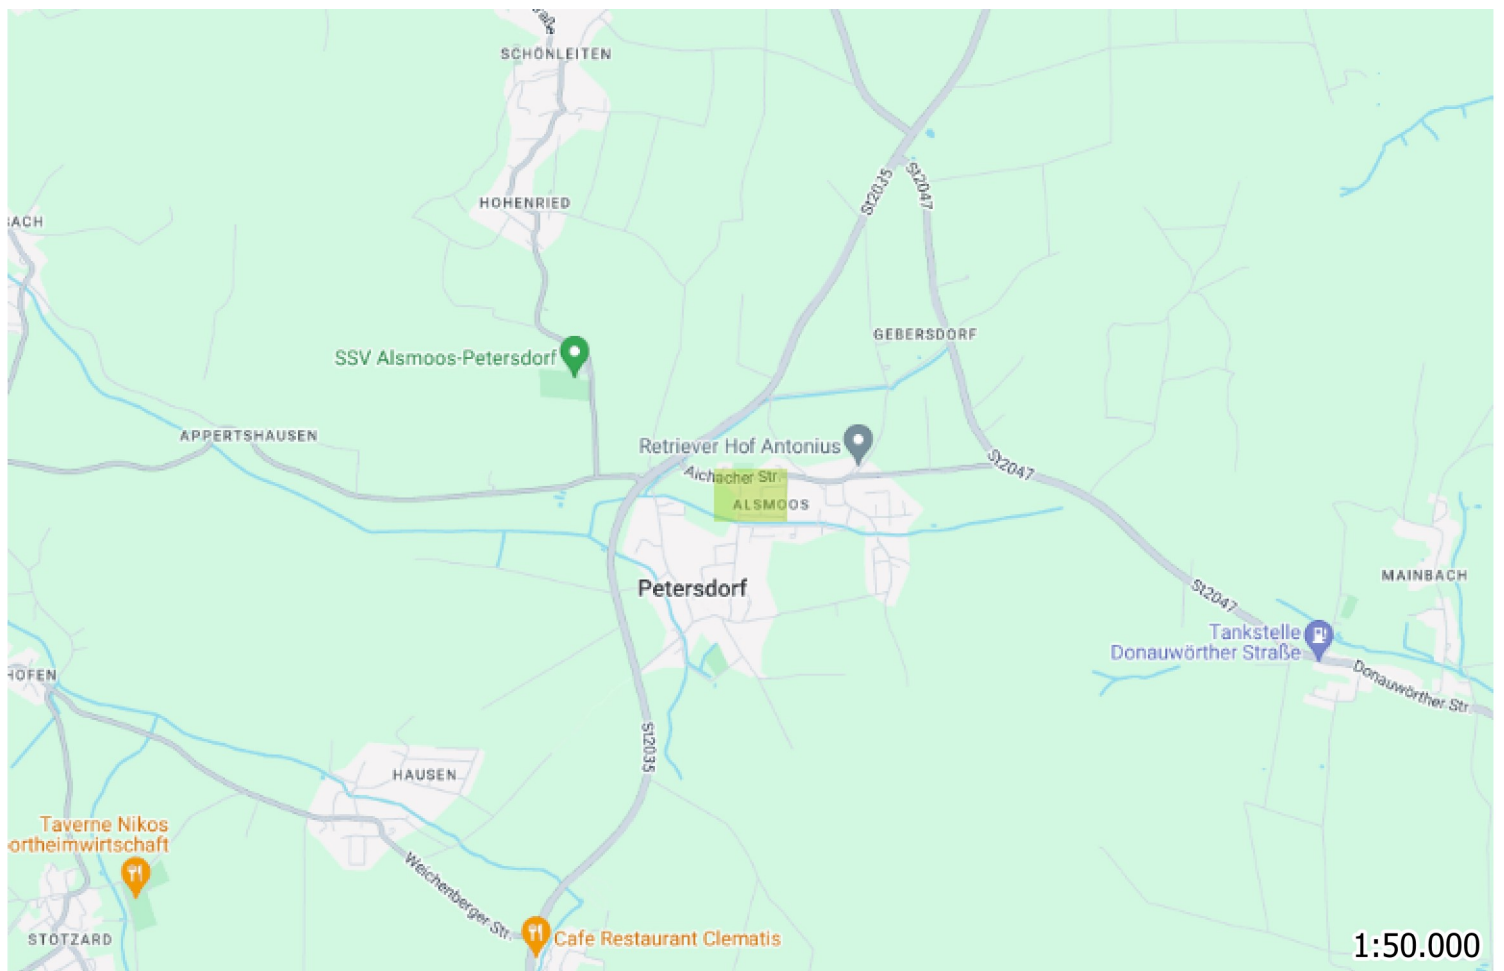 SCHÖNLEITEN
St2035
St2047
HOHENRIED
GEBERSDORF
SSV Alsmoos-Petersdorf
APPERTSHAUSEN
Retriever Hof Antonius
Aichacher Str.
St2047
ALSMOOS
MAINBACH
Petersdorf
St2047
Tankstelle
Donauwörther Straße
HOFEN
Donauwörther Str.
St2035
HAUSEN
Taverne Nikos
ortheimwirtschaft
Weichenberger Str.
STOTZARD
Cafe Restaurant Clematis
1:50.000